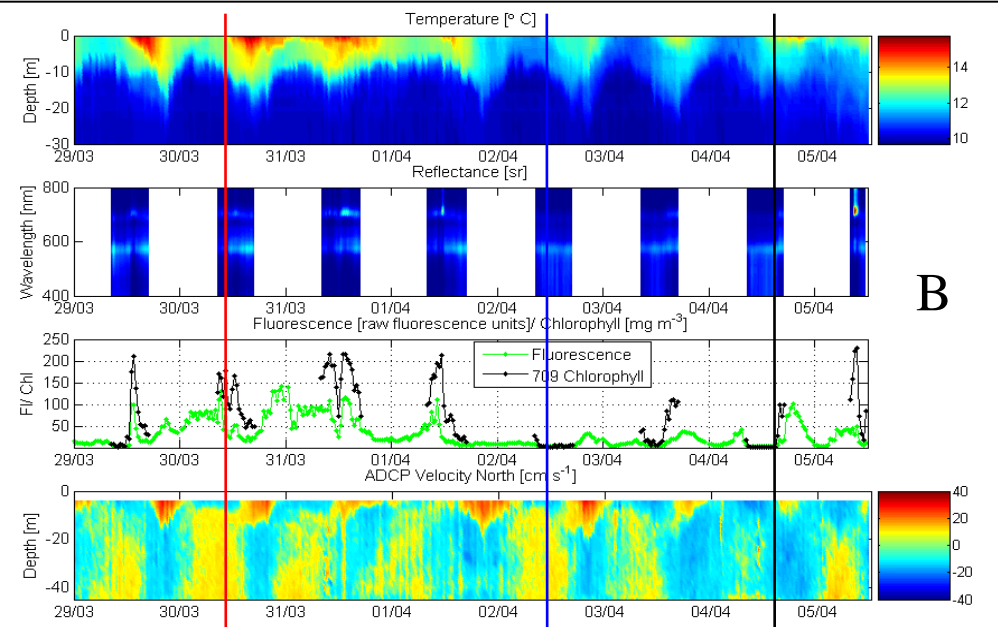 Temperature [° C]
Depth [m]
0
-10
-20
-30
14
12
10
29/03 30/03 31/03 01/04 02/04 03/04 04/04 05/04
Reflectance [sr]
Wavelength [nm]
800
600
400
29/03 30/03 31/03 01/04 02/04 03/04 04/04 05/04
B
Fluorescence [raw fluorescence units]/ Chlorophyll [mg m-3]
Fl/ Chl
250
200
150
100
50
Fluorescence
709 Chlorophyll
29/03 30/03 31/03 01/04 02/04 03/04 04/04 05/04
ADCP Velocity North [cm s-1]
Depth [m]
0
-20
-40
40
20
0
-20
-40
29/03 30/03 31/03 01/04 02/04 03/04 04/04 05/04